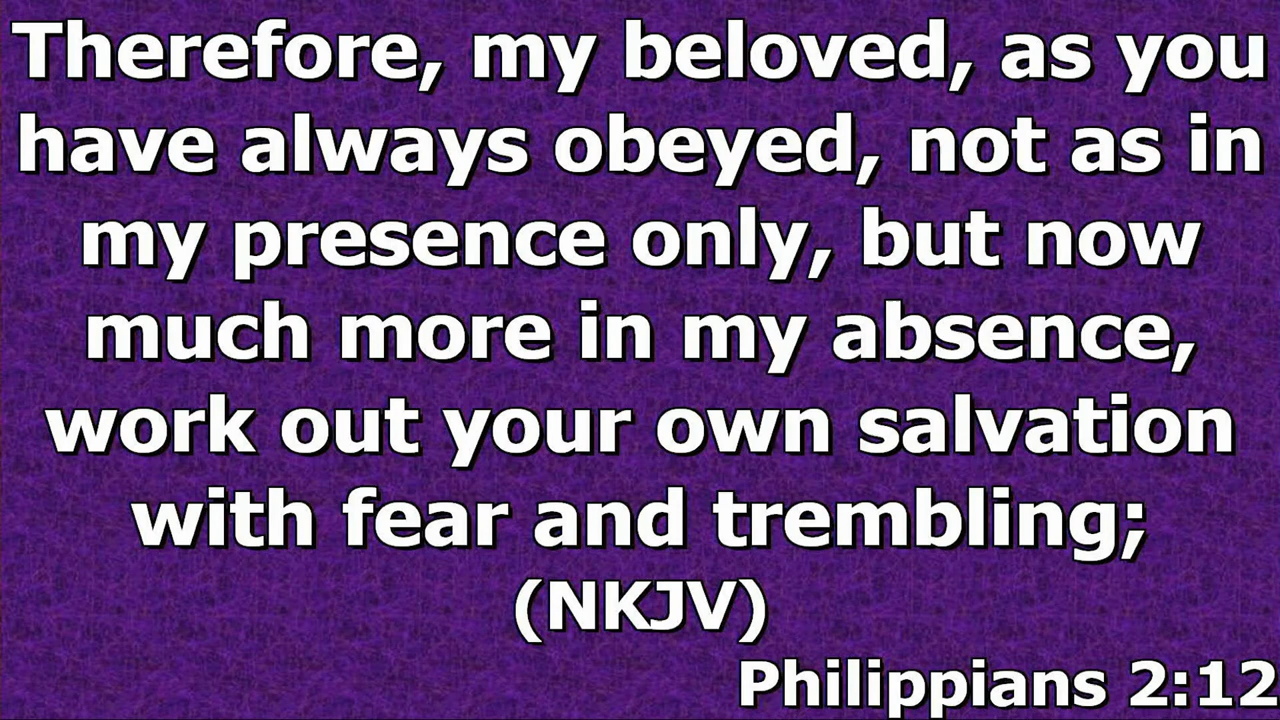 Therefore, my beloved, as you
have always obeyed, not as in
my presence only, but now
much more in my absence,
work out your own salvation
with fear and trembling;
(NKJV)
Philippians 2:12